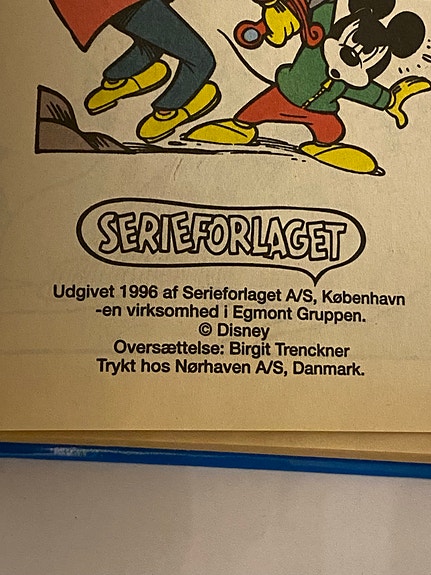 SERIEFORLAGET
Udgivet 1996 af Serieforlaget A/S, København
-en virksomhed i Egmont Gruppen.
© Disney
Oversættelse: Birgit Trenckner
Trykt hos Nørhaven A/S, Danmark.